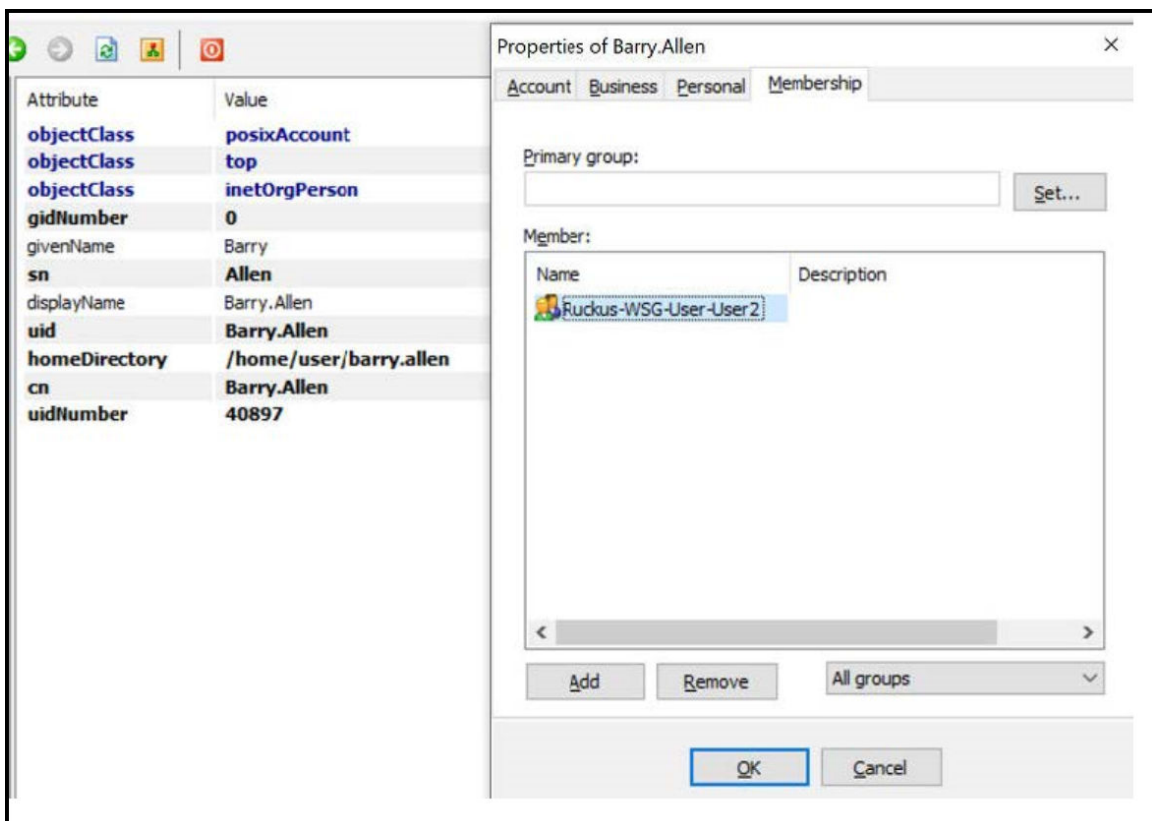 Attribute Value
objectClass posixAccount
objectClass top
objectClass inetOrgPerson
gidNumber 0
givenName Barry
sn Allen
displayName Barry.Allen
uid Barry.Allen
homeDirectory /home/user/barry.allen
cn Barry.Allen
uidNumber 40897
Properties of Barry.Allen
Account Business Personal Membership
Primary group:
Set...
Member:
Name Description
Ruckus-WSG-User-User2
Add Remove All groups
OK Cancel